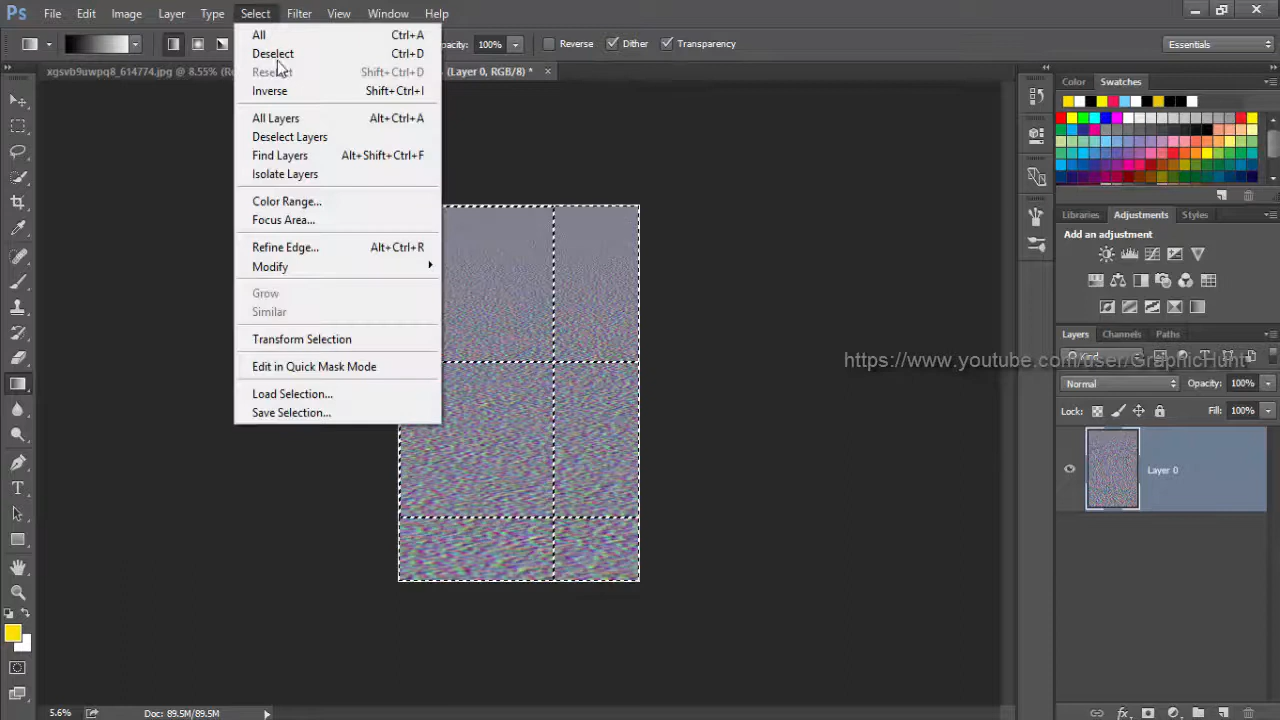 Ps File Edit Image Layer Type Select Filter View Window Help
pacity: 100% Reverse Dither Transparency Essentials
xgsvb9uwpq8_614774.jpg @ 8.55% (Re (Layer 0, RGB/8) * ×
All Ctrl+A
Deselect Ctrl+D
Reselect Shift+Ctrl+D
Inverse Shift+Ctrl+I
All Layers Alt+Ctrl+A
Deselect Layers
Find Layers Alt+Shift+Ctrl+F
Isolate Layers
Color Range...
Focus Area...
Refine Edge... Alt+Ctrl+R
Modify
Grow
Similar
Transform Selection
Edit in Quick Mask Mode
Load Selection...
Save Selection...
Color Swatches
Libraries Adjustments Styles
Add an adjustment
Layers Channels Paths
Kind
https://www.youtube.com/user/GraphicHunt
Normal Opacity: 100%
Lock: Fill: 100%
Layer 0
T
fx
5.6% Doc: 89.5M/89.5M